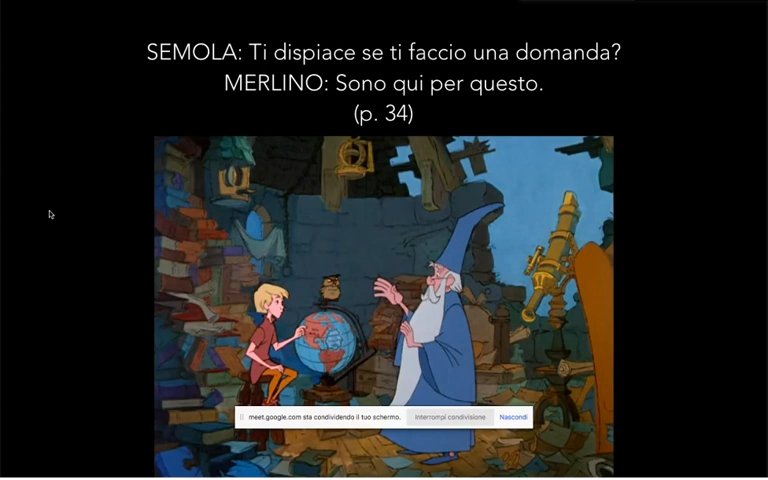 SEMOLA: Ti dispiace se ti faccio una domanda?
MERLINO: Sono qui per questo.
(p. 34)
meet.google.com sta condividendo il tuo schermo. Interrompi condivisione Nascondi